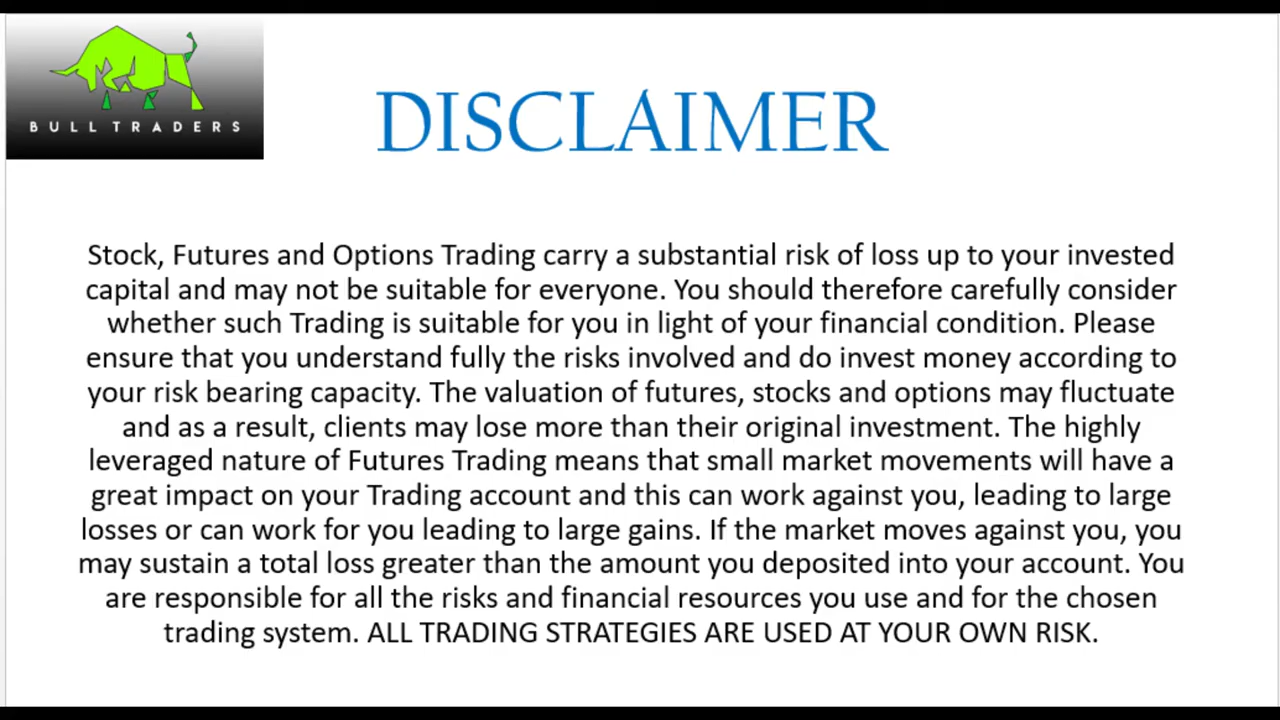 BULL TRADERS
DISCLAIMER
Stock, Futures and Options Trading carry a substantial risk of loss up to your invested
capital and may not be suitable for everyone. You should therefore carefully consider
whether such Trading is suitable for you in light of your financial condition. Please
ensure that you understand fully the risks involved and do invest money according to
your risk bearing capacity. The valuation of futures, stocks and options may fluctuate
and as a result, clients may lose more than their original investment. The highly
leveraged nature of Futures Trading means that small market movements will have a
great impact on your Trading account and this can work against you, leading to large
losses or can work for you leading to large gains. If the market moves against you, you
may sustain a total loss greater than the amount you deposited into your account. You
are responsible for all the risks and financial resources you use and for the chosen
trading system. ALL TRADING STRATEGIES ARE USED AT YOUR OWN RISK.